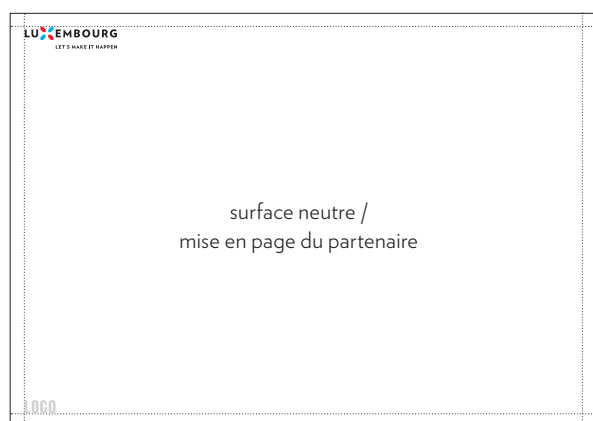 LUXEMBOURG
LET'S MAKE IT HAPPEN
surface neutre /
mise en page du partenaire
LOGO